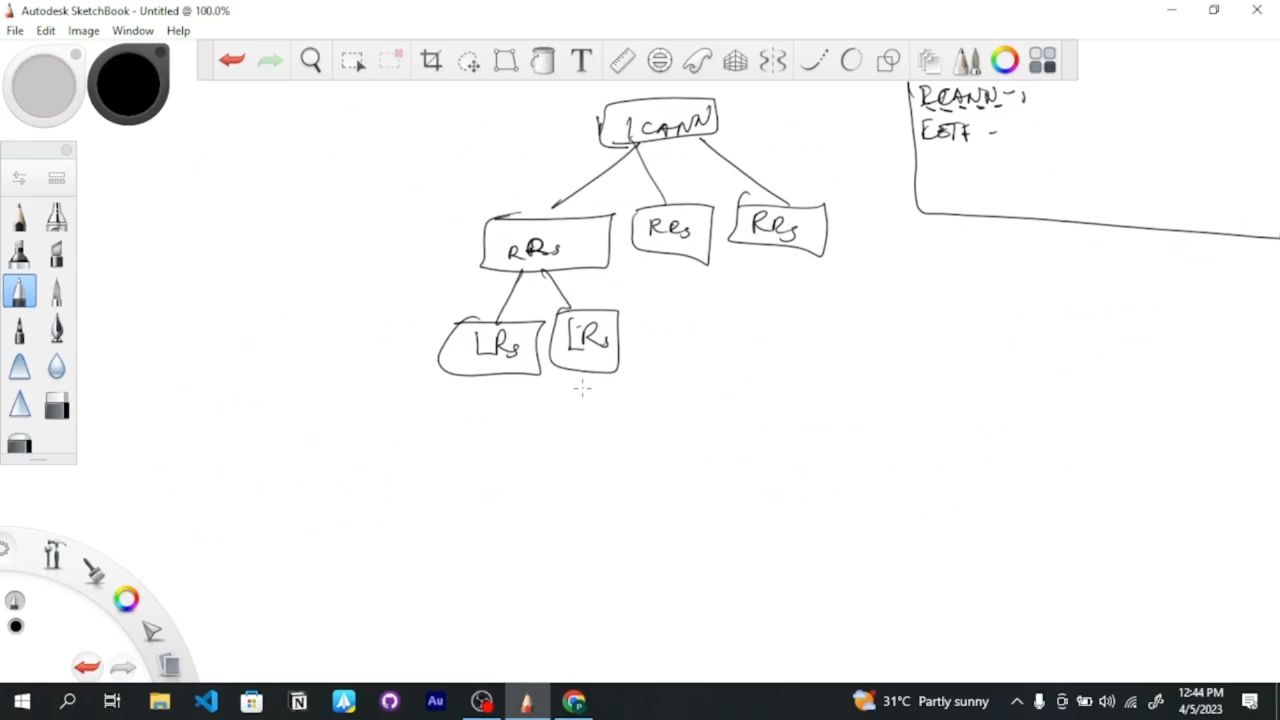 Autodesk SketchBook - Untitled @ 100.0%
File Edit Image Window Help
T
ICANN
RCANN -
IETF -
RRs
RRs
RRs
LRs
LRs
31°C Partly sunny
12:44 PM
4/5/2023
Au